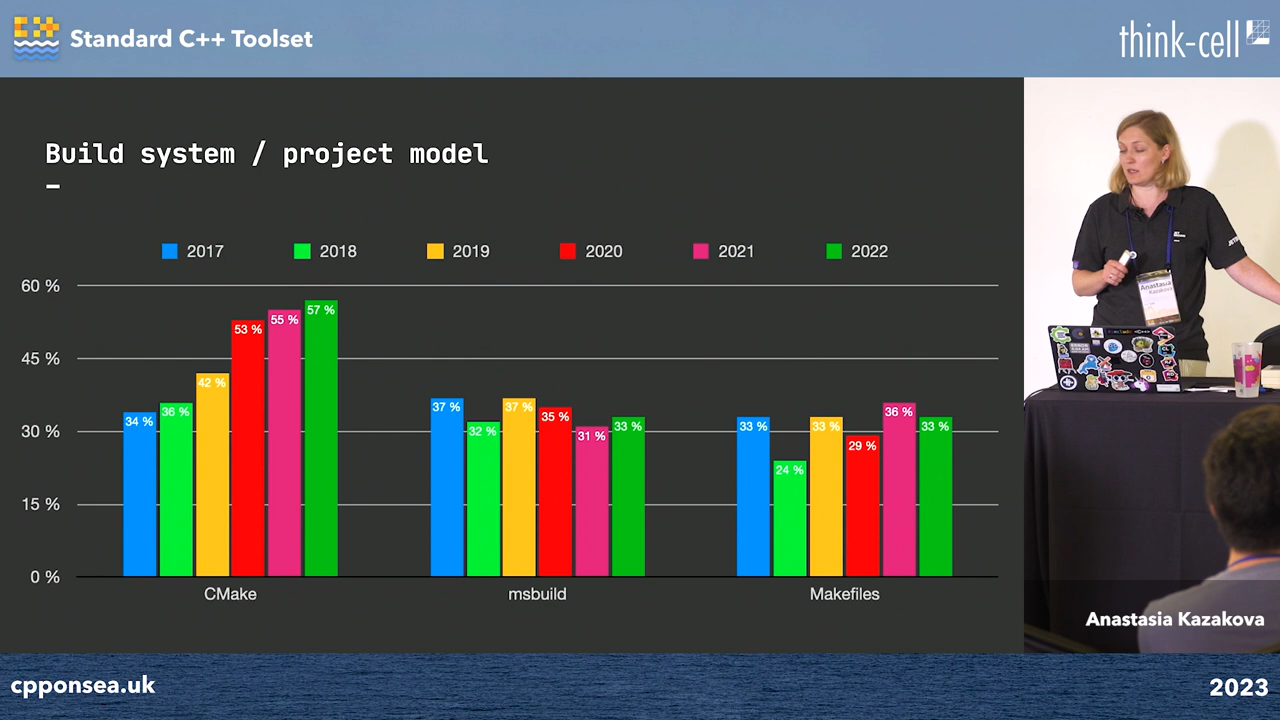 Standard C++ Toolset
think-cell
Build system / project model
2017 2018 2019 2020 2021 2022
60 %
45 %
30 %
15 %
0 %
34 % 36 % 42 % 53 % 55 % 57 %
37 % 32 % 37 % 35 % 31 % 33 %
33 % 24 % 33 % 29 % 36 % 33 %
CMake msbuild Makefiles
Anastasia
Kazakova
Anastasia Kazakova
cpponsea.uk
2023